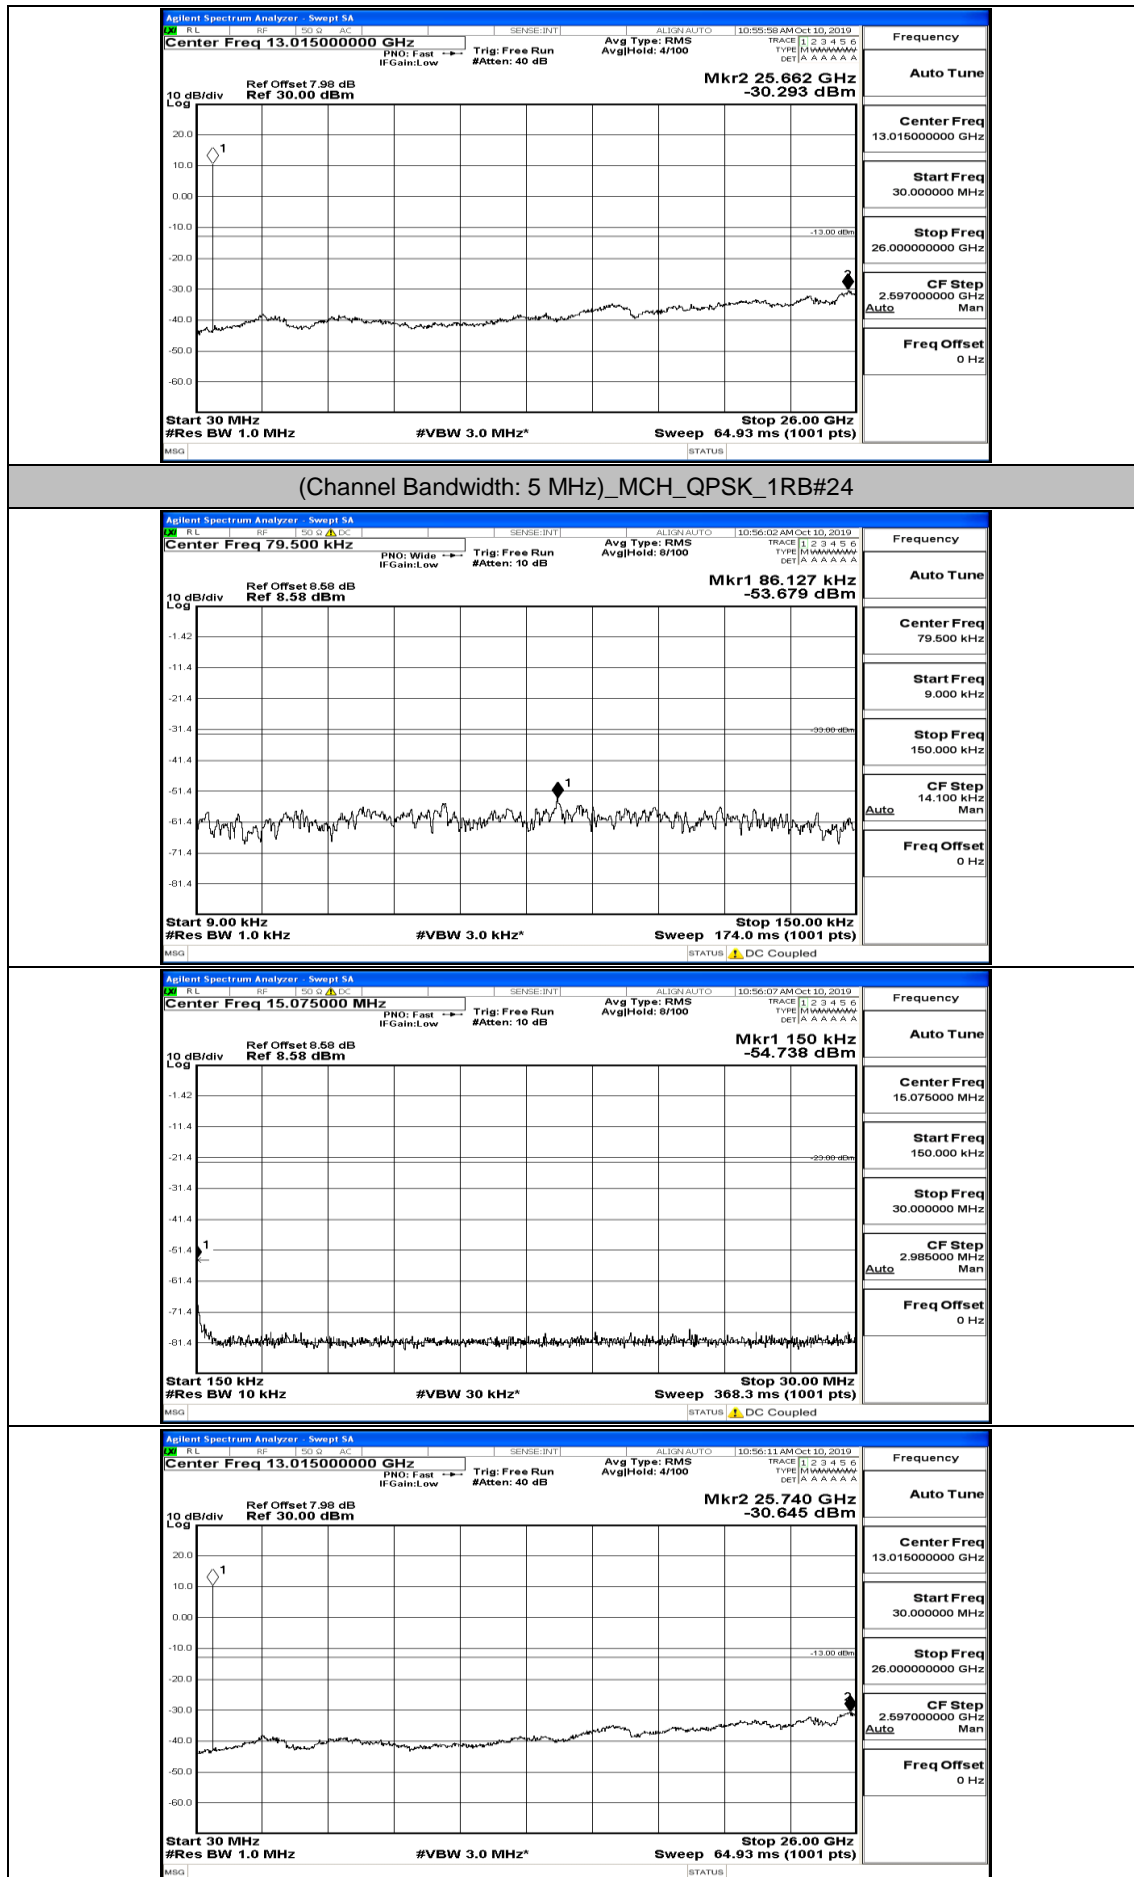 Agilent Spectrum Analyzer - Swept SA
LXI RL RF 50 Ω AC SENSE:INT ALIGN AUTO 10:55:58 AM Oct 10, 2019
Center Freq 13.015000000 GHz
PNO: Fast Trig: Free Run
IFGain:Low #Atten: 40 dB
Avg Type: RMS
Avg|Hold: 4/100
TRACE 1 2 3 4 5 6
TYPE M
DET A A A A A A
Ref Offset 7.98 dB
10 dB/div Ref 30.00 dBm
Log
Mkr2 25.662 GHz
-30.293 dBm
20.0
10.0
0.00
-10.0
-20.0
-30.0
-40.0
-50.0
-60.0
1
-13.00 dBm
2
Start 30 MHz Stop 26.00 GHz
#Res BW 1.0 MHz #VBW 3.0 MHz* Sweep 64.93 ms (1001 pts)
MSG STATUS
Frequency
Auto Tune
Center Freq
13.015000000 GHz
Start Freq
30.000000 MHz
Stop Freq
26.000000000 GHz
CF Step
2.597000000 GHz
Auto Man
Freq Offset
0 Hz
(Channel Bandwidth: 5 MHz)_MCH_QPSK_1RB#24
Agilent Spectrum Analyzer - Swept SA
LXI RL RF 50 Ω DC SENSE:INT ALIGN AUTO 10:56:02 AM Oct 10, 2019
Center Freq 79.500 kHz
PNO: Wide Trig: Free Run
IFGain:Low #Atten: 10 dB
Avg Type: RMS
Avg|Hold: 8/100
TRACE 1 2 3 4 5 6
TYPE M
DET A A A A A A
Ref Offset 8.58 dB
10 dB/div Ref 8.58 dBm
Log
Mkr1 86.127 kHz
-53.679 dBm
-1.42
-11.4
-21.4
-31.4
-41.4
-51.4
-61.4
-71.4
-81.4
-33.00 dBm
1
Start 9.00 kHz Stop 150.00 kHz
#Res BW 1.0 kHz #VBW 3.0 kHz* Sweep 174.0 ms (1001 pts)
MSG STATUS DC Coupled
Frequency
Auto Tune
Center Freq
79.500 kHz
Start Freq
9.000 kHz
Stop Freq
150.000 kHz
CF Step
14.100 kHz
Auto Man
Freq Offset
0 Hz
Agilent Spectrum Analyzer - Swept SA
LXI RL RF 50 Ω DC SENSE:INT ALIGN AUTO 10:56:07 AM Oct 10, 2019
Center Freq 15.075000 MHz
PNO: Fast Trig: Free Run
IFGain:Low #Atten: 10 dB
Avg Type: RMS
Avg|Hold: 8/100
TRACE 1 2 3 4 5 6
TYPE M
DET A A A A A A
Ref Offset 8.58 dB
10 dB/div Ref 8.58 dBm
Log
Mkr1 150 kHz
-54.738 dBm
-1.42
-11.4
-21.4
-31.4
-41.4
-51.4
-61.4
-71.4
-81.4
-23.00 dBm
1
Start 150 kHz Stop 30.00 MHz
#Res BW 10 kHz #VBW 30 kHz* Sweep 368.3 ms (1001 pts)
MSG STATUS DC Coupled
Frequency
Auto Tune
Center Freq
15.075000 MHz
Start Freq
150.000 kHz
Stop Freq
30.000000 MHz
CF Step
2.985000 MHz
Auto Man
Freq Offset
0 Hz
Agilent Spectrum Analyzer - Swept SA
LXI RL RF 50 Ω AC SENSE:INT ALIGN AUTO 10:56:11 AM Oct 10, 2019
Center Freq 13.015000000 GHz
PNO: Fast Trig: Free Run
IFGain:Low #Atten: 40 dB
Avg Type: RMS
Avg|Hold: 4/100
TRACE 1 2 3 4 5 6
TYPE M
DET A A A A A A
Ref Offset 7.98 dB
10 dB/div Ref 30.00 dBm
Log
Mkr2 25.740 GHz
-30.645 dBm
20.0
10.0
0.00
-10.0
-20.0
-30.0
-40.0
-50.0
-60.0
1
-13.00 dBm
2
Start 30 MHz Stop 26.00 GHz
#Res BW 1.0 MHz #VBW 3.0 MHz* Sweep 64.93 ms (1001 pts)
MSG STATUS
Frequency
Auto Tune
Center Freq
13.015000000 GHz
Start Freq
30.000000 MHz
Stop Freq
26.000000000 GHz
CF Step
2.597000000 GHz
Auto Man
Freq Offset
0 Hz